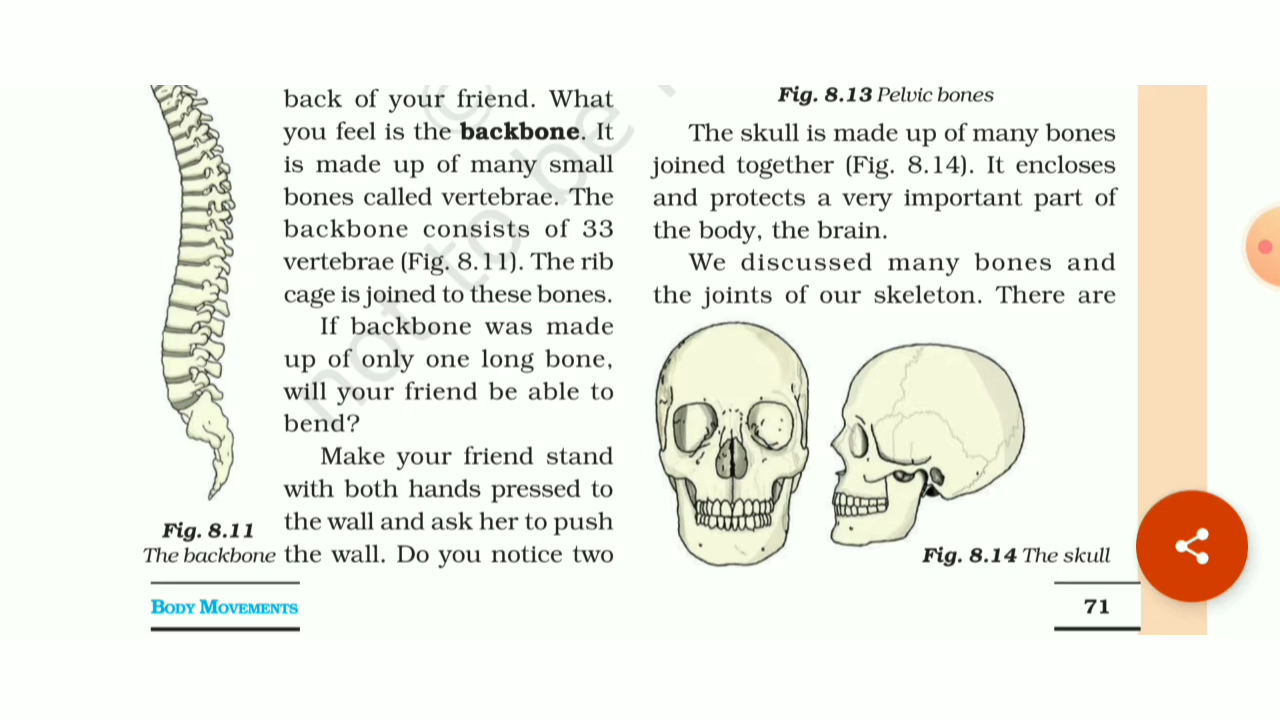 back of your friend. What
you feel is the backbone. It
is made up of many small
bones called vertebrae. The
backbone consists of 33
vertebrae (Fig. 8.11). The rib
cage is joined to these bones.
If backbone was made
up of only one long bone,
will your friend be able to
bend?
Make your friend stand
with both hands pressed to
the wall and ask her to push
the wall. Do you notice two
Fig. 8.11
The backbone
Fig. 8.13 Pelvic bones
The skull is made up of many bones
joined together (Fig. 8.14). It encloses
and protects a very important part of
the body, the brain.
We discussed many bones and
the joints of our skeleton. There are
Fig. 8.14 The skull
BODY MOVEMENTS
71
©
not to be